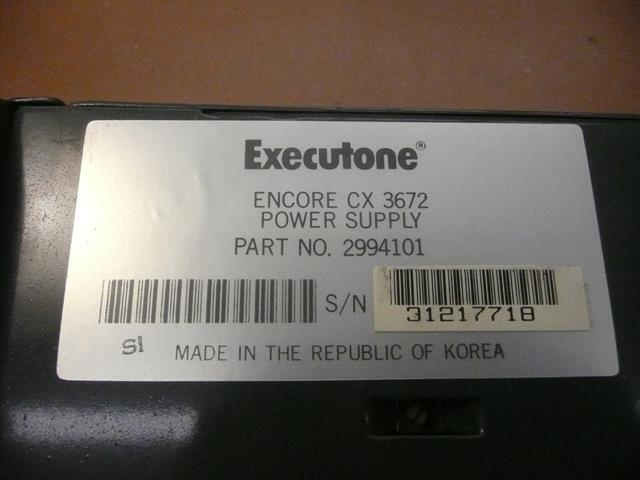 Executone®
ENCORE CX 3672
POWER SUPPLY
PART NO. 2994101
S/N 31217718
SI MADE IN THE REPUBLIC OF KOREA